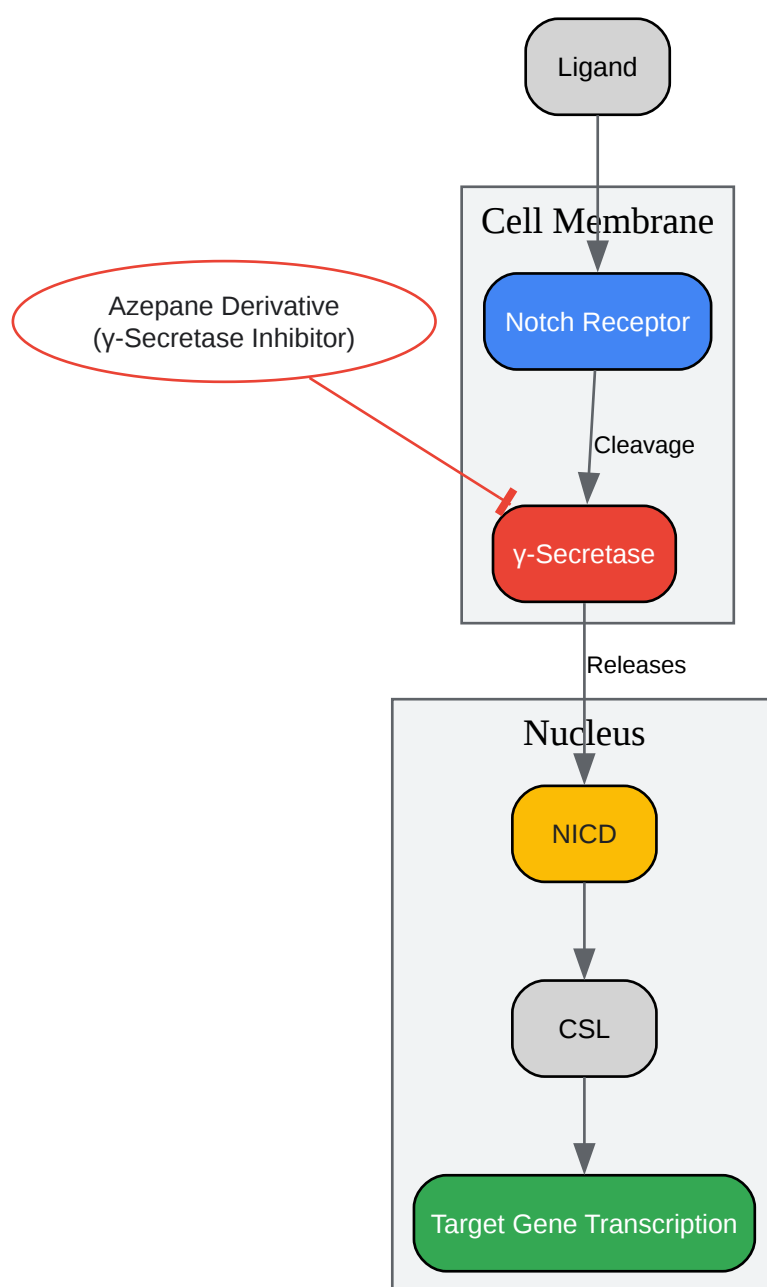 Ligand
Cell Membrane
Azepane Derivative
(γ-Secretase Inhibitor)
Notch Receptor
Cleavage
γ-Secretase
Releases
Nucleus
NICD
CSL
Target Gene Transcription